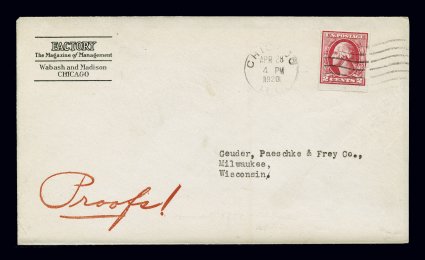 FACTORY
The Magazine of Management
Wabash and Madison
CHICAGO
CHICAGO
APR 28
4 PM
1920
U.S. POSTAGE
2 CENTS 2
Geuder, Paeschke & Frey Co.,
Milwaukee,
Wisconsin.
Proofs!